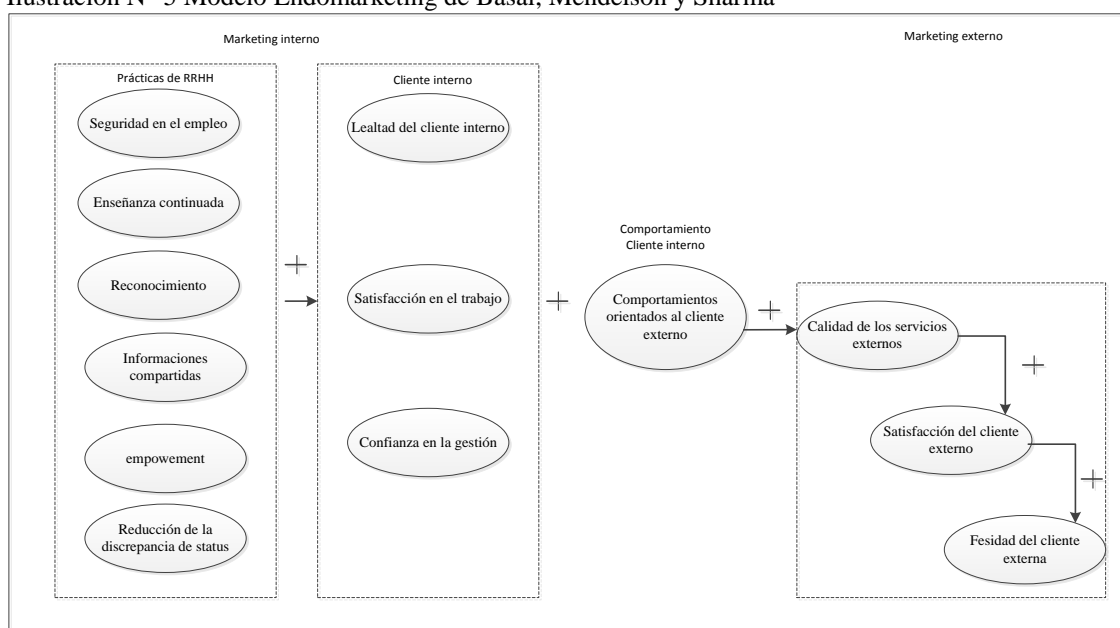 Ilustración N° 3 Modelo Endomarketing de Basal, Mendelson y Sharma
Marketing interno
Marketing externo
Prácticas de RRHH
Seguridad en el empleo
Enseñanza continuada
Reconocimiento
Informaciones
compartidas
empowement
Reducción de la
discrepancia de status
+
Cliente interno
Lealtad del cliente interno
Satisfacción en el trabajo
Confianza en la gestión
+
Comportamiento
Cliente interno
Comportamientos
orientados al cliente
externo
+
Calidad de los servicios
externos
+
Satisfacción del cliente
externo
+
Fesidad del cliente
externa